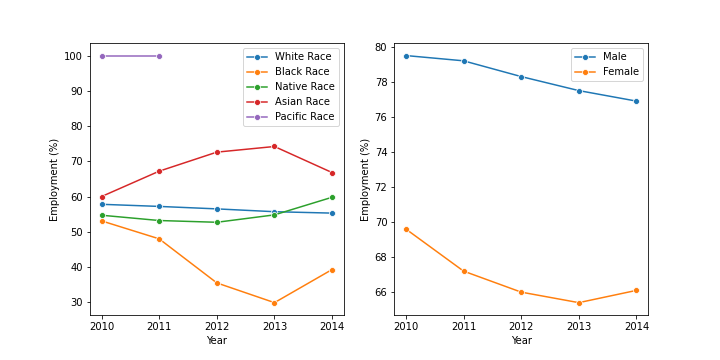 100
90
80
70
60
50
40
30
Employment (%)
2010 2011 2012 2013 2014
Year
White Race
Black Race
Native Race
Asian Race
Pacific Race
80
78
76
74
72
70
68
66
Employment (%)
2010 2011 2012 2013 2014
Year
Male
Female